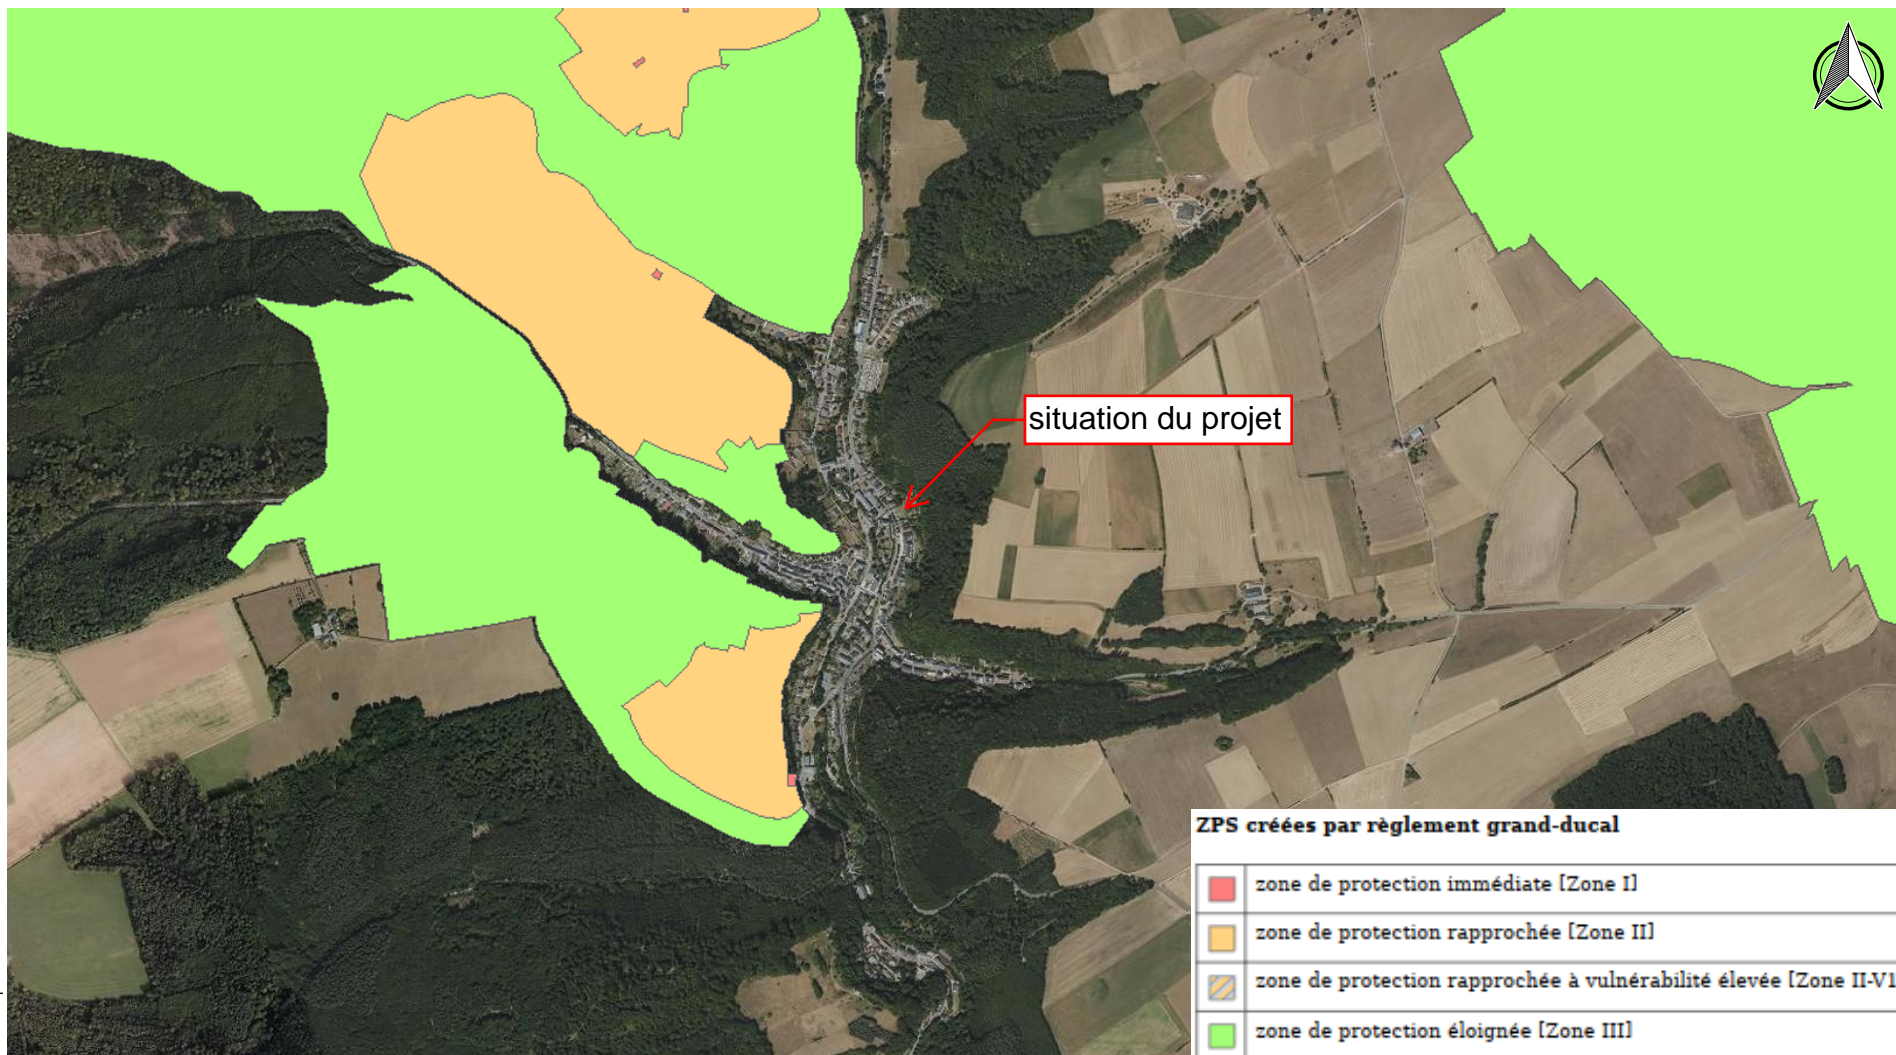 situation du projet
ZPS créées par règlement grand-ducal
zone de protection immédiate [Zone I]
zone de protection rapprochée [Zone II]
zone de protection rapprochée à vulnérabilité élevée [Zone II-V1
zone de protection éloignée [Zone III]